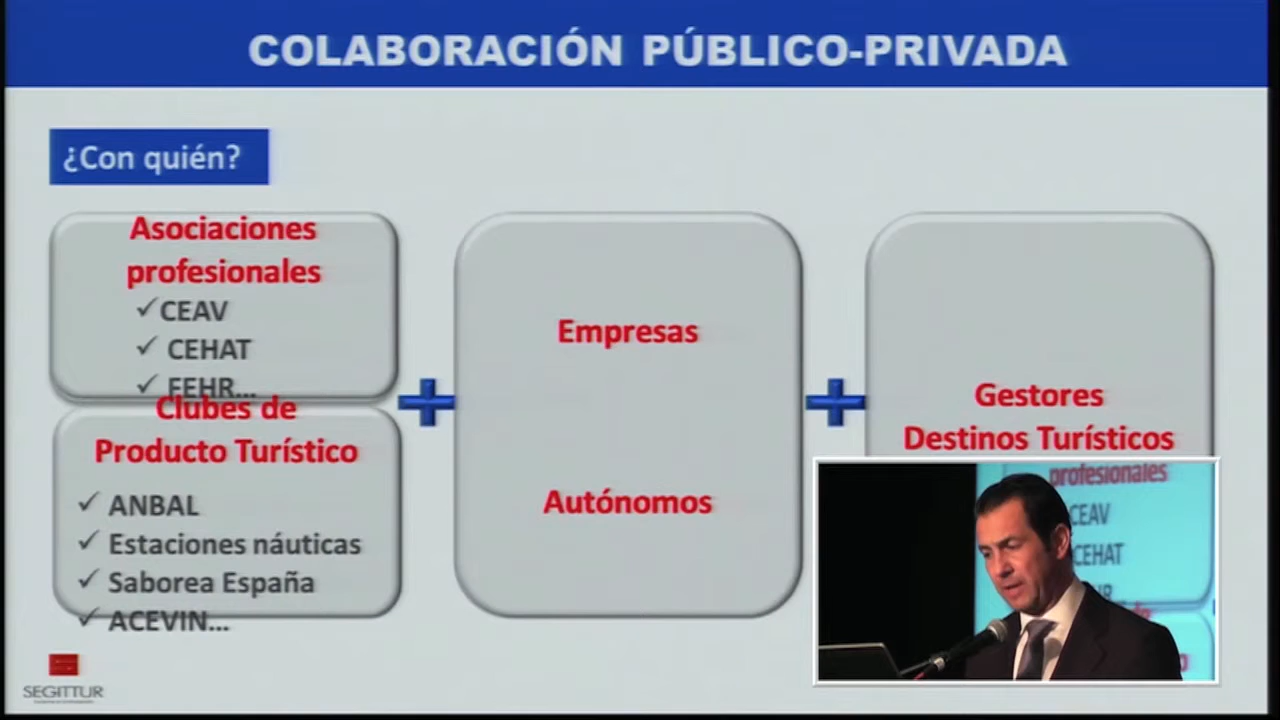 COLABORACIÓN PÚBLICO-PRIVADA
¿Con quién?
Asociaciones
profesionales
✓CEAV
✓ CEHAT
✓ FEHR...
Clubes de
Producto Turístico
✓ ANBAL
✓ Estaciones náuticas
✓ Saborea España
✓ ACEVIN...
Empresas
Autónomos
Gestores
Destinos Turísticos
profesionales
CEAV
CEHAT
SEGITTUR